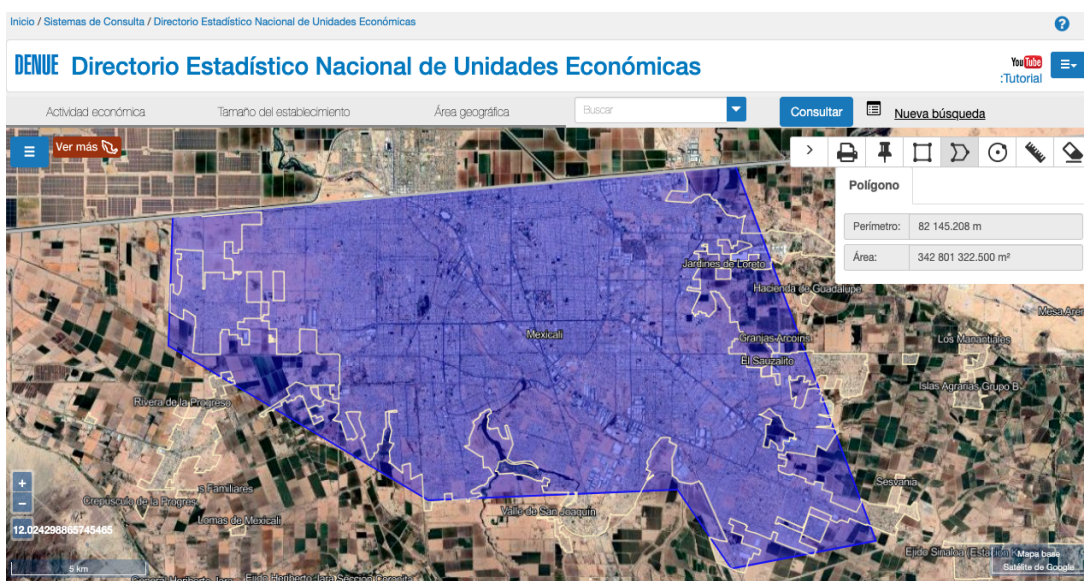 Inicio / Sistemas de Consulta / Directorio Estadístico Nacional de Unidades Económicas
DENUE Directorio Estadístico Nacional de Unidades Económicas
YouTube
:Tutorial
Actividad económica Tamaño del establecimiento Área geográfica Buscar Consultar Nueva búsqueda
Ver más
Polígono
Perímetro: 82 145.208 m
Área: 342 801 322.500 m²
Jardines de Loreto
Hacienda de Guadalupe
Mexicali
Granjas Arcoiris
Los Manantiales
El Sauzalito
Islas Agrarias Grupo B
Rivera de la Progreso
+
Sesvania
s Familiares
Crepúsculo de la Progres
-
Valle de San Joaquin
Lomas de Mexicali
12.024298865745465
Ejido Sinaloa (Estación K
Mapa base
5 km
Satélite de Google